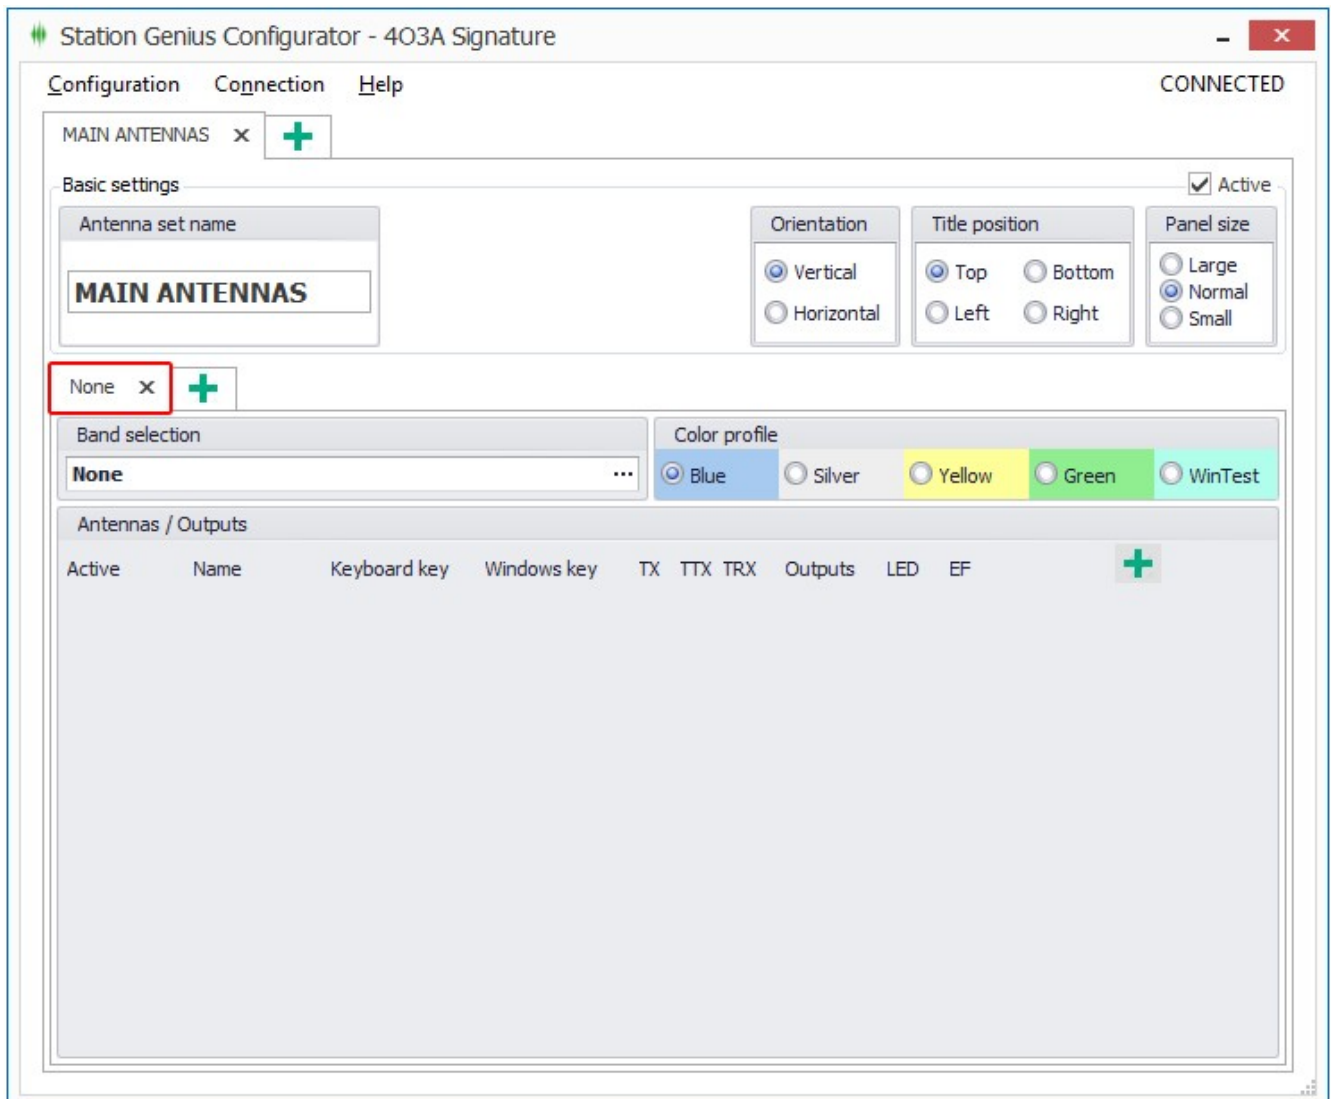 Station Genius Configurator - 4O3A Signature
Configuration Connection Help CONNECTED
MAIN ANTENNAS
Basic settings Active
Antenna set name Orientation Title position Panel size
MAIN ANTENNAS
Vertical Top Bottom Large
Normal
Horizontal Left Right Small
None
Band selection Color profile
None ... Blue Silver Yellow Green WinTest
Antennas / Outputs
Active Name Keyboard key Windows key TX TTX TRX Outputs LED EF